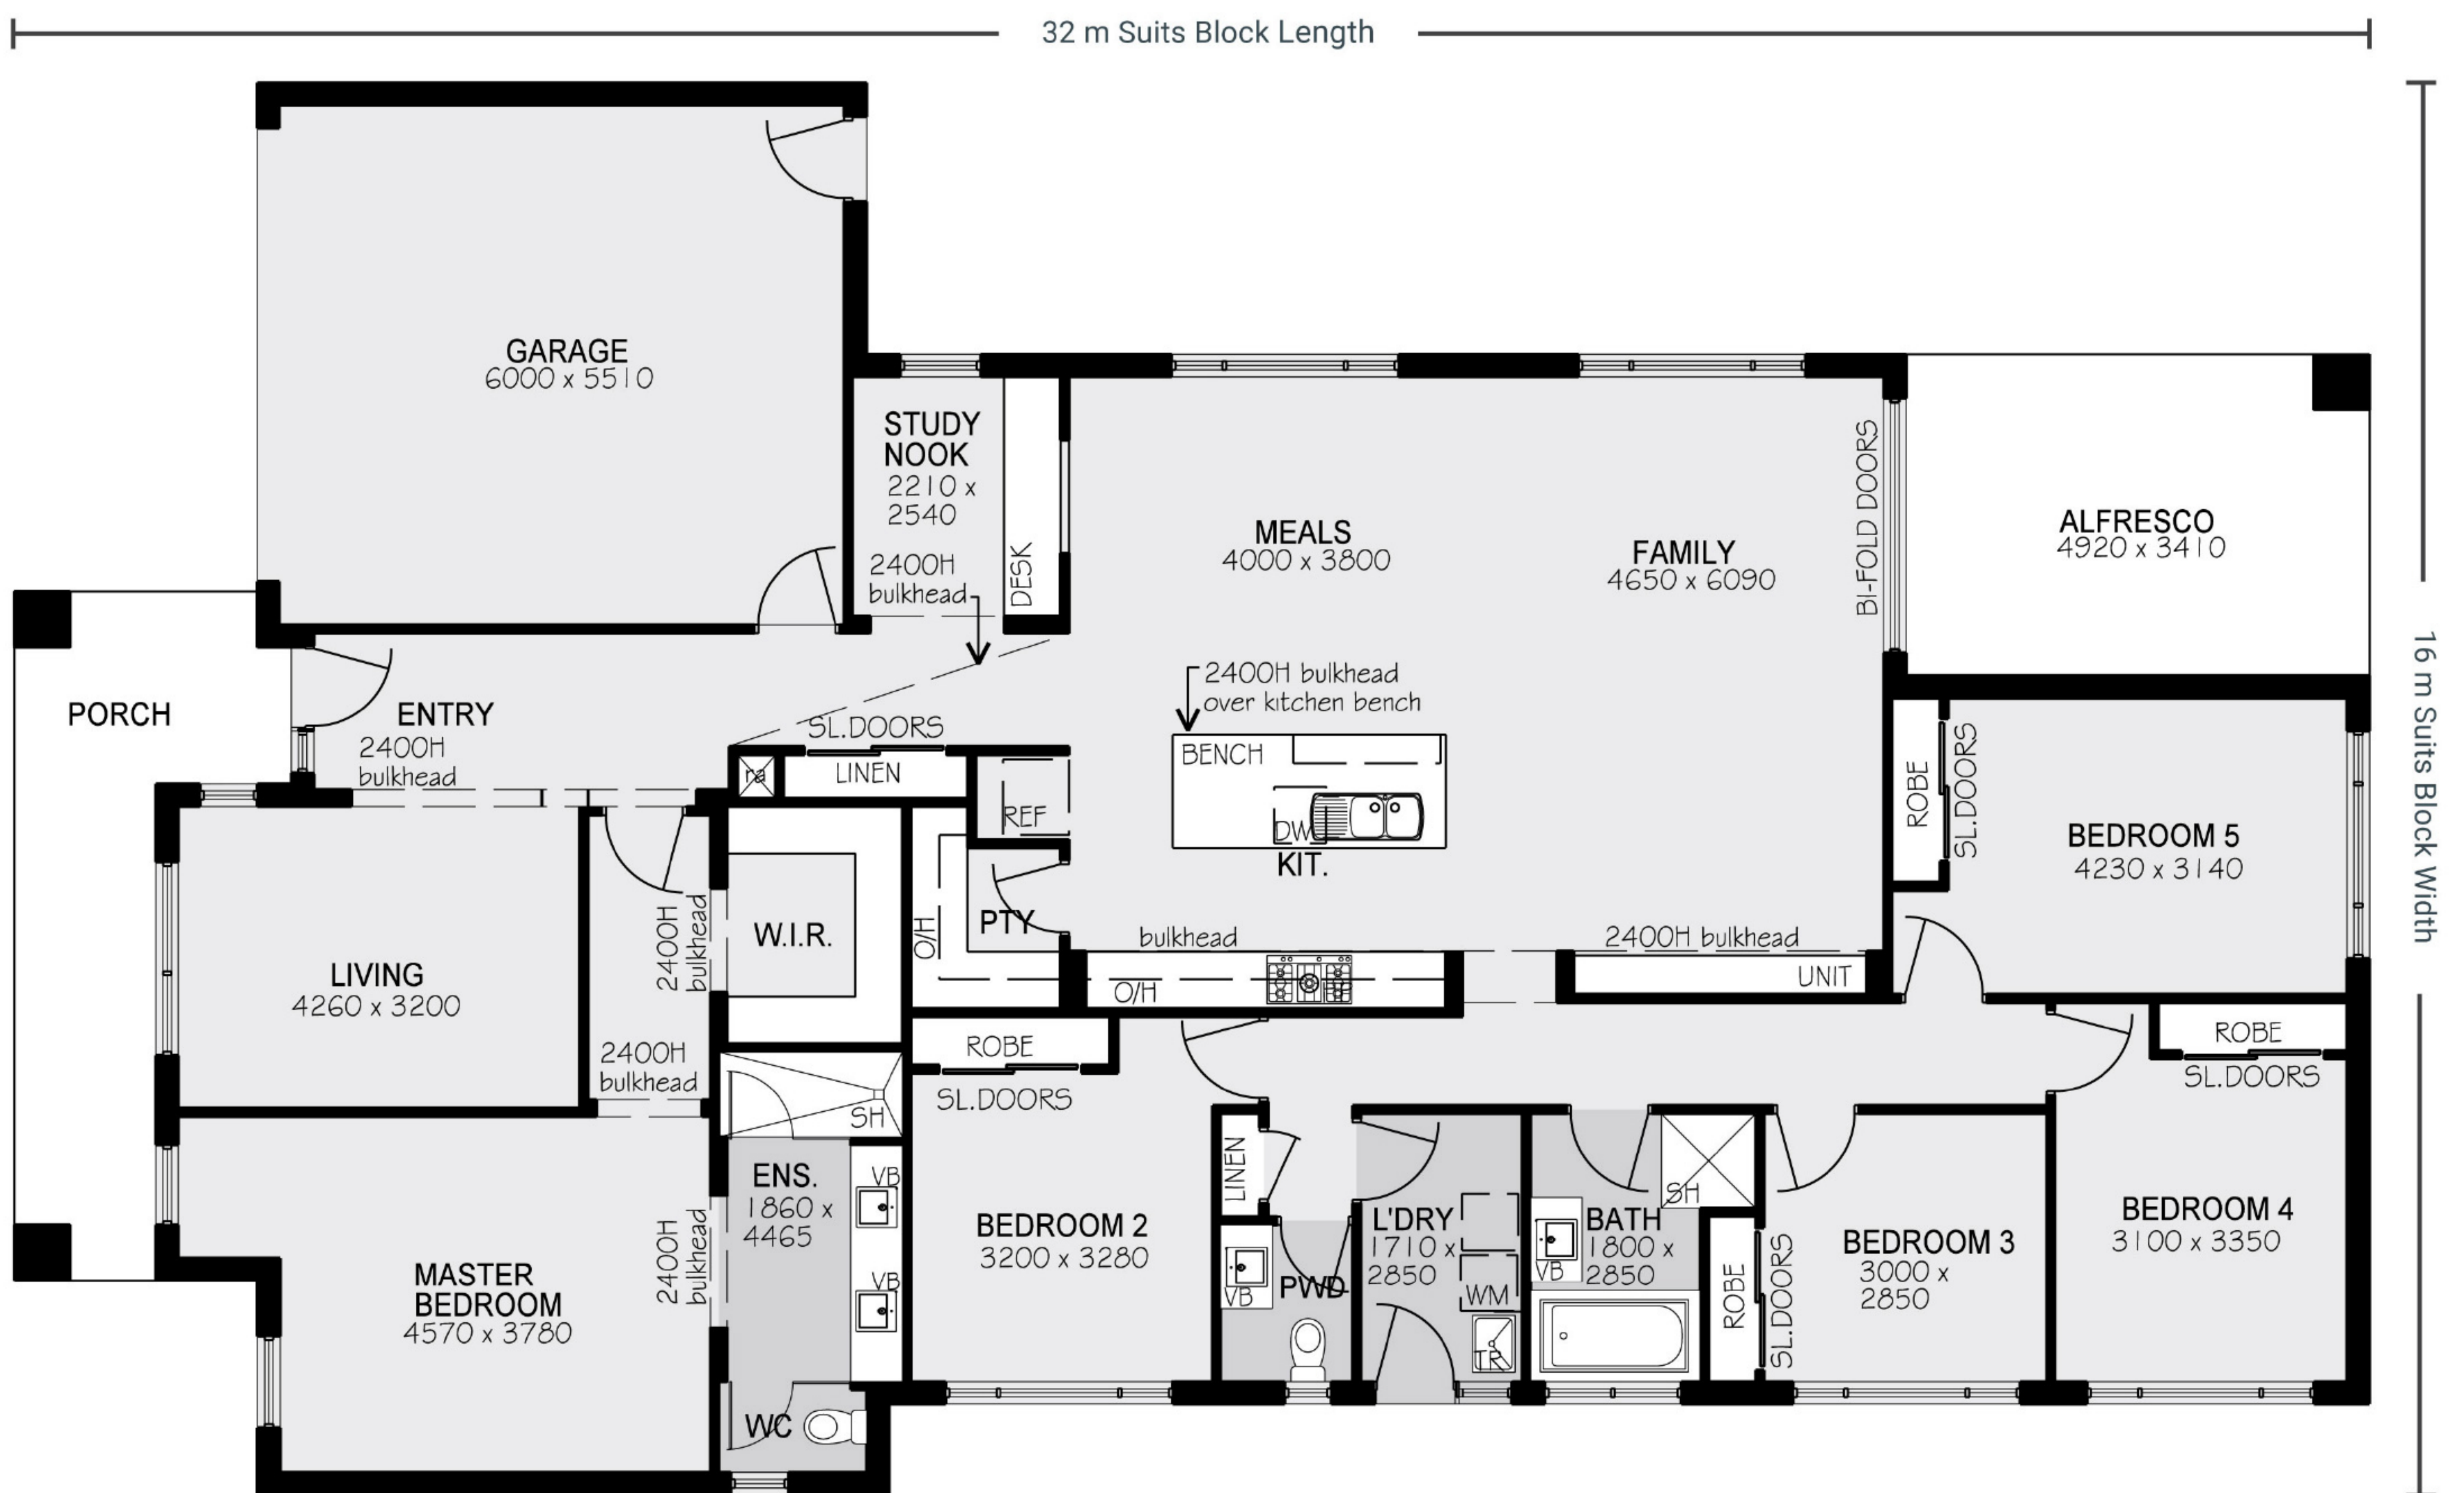 32 m Suits Block Length
16 m Suits Block Width
GARAGE
6000 x 5510
STUDY
NOOK
2210 x
2540
2400H
bulkhead
DESK
MEALS
4000 x 3800
FAMILY
4650 x 6090
BI-FOLD DOORS
ALFRESCO
4920 x 3410
PORCH
ENTRY
2400H
bulkhead
SL.DOORS
ra
LINEN
REF
2400H bulkhead
over kitchen bench
BENCH
DW
KIT.
ROBE
SL.DOORS
BEDROOM 5
4230 x 3140
LIVING
4260 x 3200
2400H
bulkhead
W.I.R.
O/H
PTY
bulkhead
O/H
2400H bulkhead
UNIT
2400H
bulkhead
ROBE
SL.DOORS
ROBE
SL.DOORS
SH
ENS.
1860 x
4465
VB
VB
2400H
bulkhead
MASTER
BEDROOM
4570 x 3780
WC
BEDROOM 2
3200 x 3280
LINEN
VB
PWD
L'DRY
1710 x
2850
WM
TR
SH
BATH
1800 x
2850
VB
ROBE
SL.DOORS
BEDROOM 3
3000 x
2850
BEDROOM 4
3100 x 3350